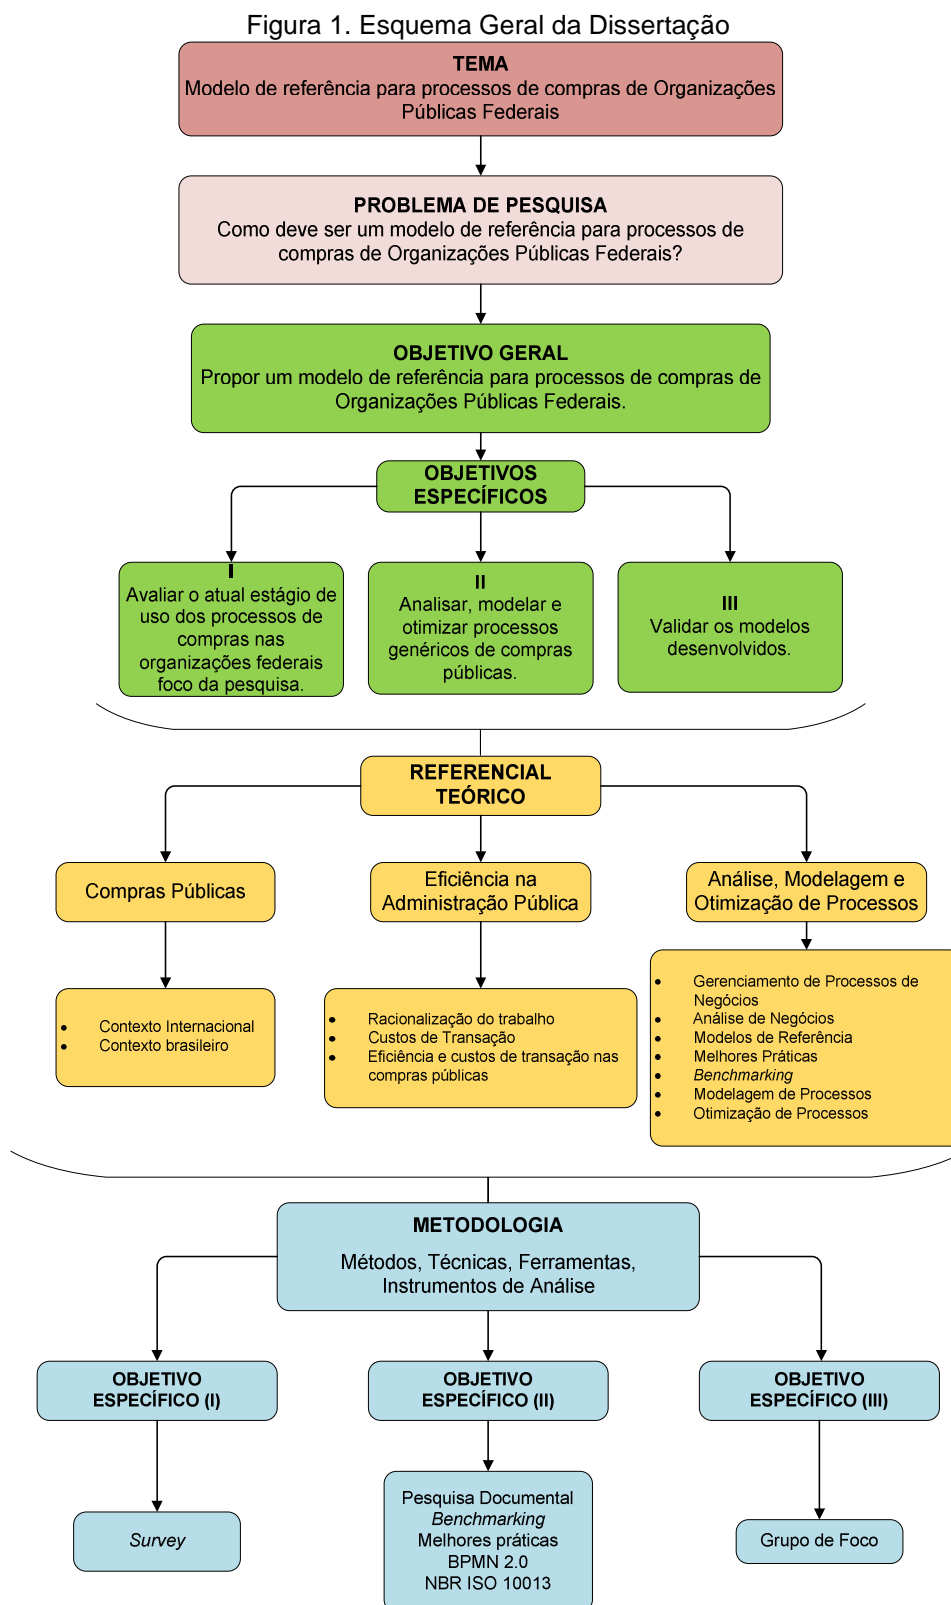 Figura 1. Esquema Geral da Dissertação
TEMA
Modelo de referência para processos de compras de Organizações
Públicas Federais
PROBLEMA DE PESQUISA
Como deve ser um modelo de referência para processos de
compras de Organizações Públicas Federais?
OBJETIVO GERAL
Propor um modelo de referência para processos de compras de
Organizações Públicas Federais.
OBJETIVOS
ESPECÍFICOS
I
Avaliar o atual estágio de
uso dos processos de
compras nas
organizações federais
foco da pesquisa.
II
Analisar, modelar e
otimizar processos
genéricos de compras
públicas.
III
Validar os modelos
desenvolvidos.
REFERENCIAL
TEÓRICO
Compras Públicas
Eficiência na
Administração Pública
Análise, Modelagem e
Otimização de Processos
• Contexto Internacional
• Contexto brasileiro
• Racionalização do trabalho
• Custos de Transação
• Eficiência e custos de transação nas
compras públicas
• Gerenciamento de Processos de
Negócios
• Análise de Negócios
• Modelos de Referência
• Melhores Práticas
• Benchmarking
• Modelagem de Processos
• Otimização de Processos
METODOLOGIA
Métodos, Técnicas, Ferramentas,
Instrumentos de Análise
OBJETIVO
ESPECÍFICO (I)
OBJETIVO
ESPECÍFICO (II)
OBJETIVO
ESPECÍFICO (III)
Survey
Pesquisa Documental
Benchmarking
Melhores práticas
BPMN 2.0
NBR ISO 10013
Grupo de Foco